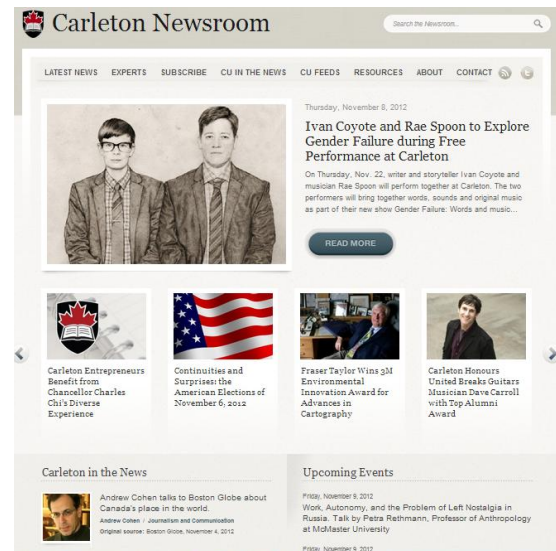 Carleton Newsroom
Search the Newsroom...
LATEST NEWS EXPERTS SUBSCRIBE CU IN THE NEWS CU FEEDS RESOURCES ABOUT CONTACT
Thursday, November 8, 2012
Ivan Coyote and Rae Spoon to Explore
Gender Failure during Free
Performance at Carleton
On Thursday, Nov. 22, writer and storyteller Ivan Coyote and
musician Rae Spoon will perform together at Carleton. The two
performers will bring together words, sounds and original music
as part of their new show Gender Failure: Words and music...
READ MORE
Carleton Entrepreneurs
Benefit from
Chancellor Charles
Chi's Diverse
Experience
Continuities and
Surprises: the
American Elections of
November 6, 2012
Fraser Taylor Wins 3M
Environmental
Innovation Award for
Advances in
Cartography
Carleton Honours
United Breaks Guitars
Musician Dave Carroll
with Top Alumni
Award
Carleton in the News
Andrew Cohen talks to Boston Globe about
Canada's place in the world.
Andrew Cohen / Journalism and Communication
Original source: Boston Globe, November 4, 2012
Upcoming Events
Friday, November 9, 2012
Work, Autonomy, and the Problem of Left Nostalgia in
Russia. Talk by Petra Rethmann, Professor of Anthropology
at McMaster University
Friday, November 9, 2012